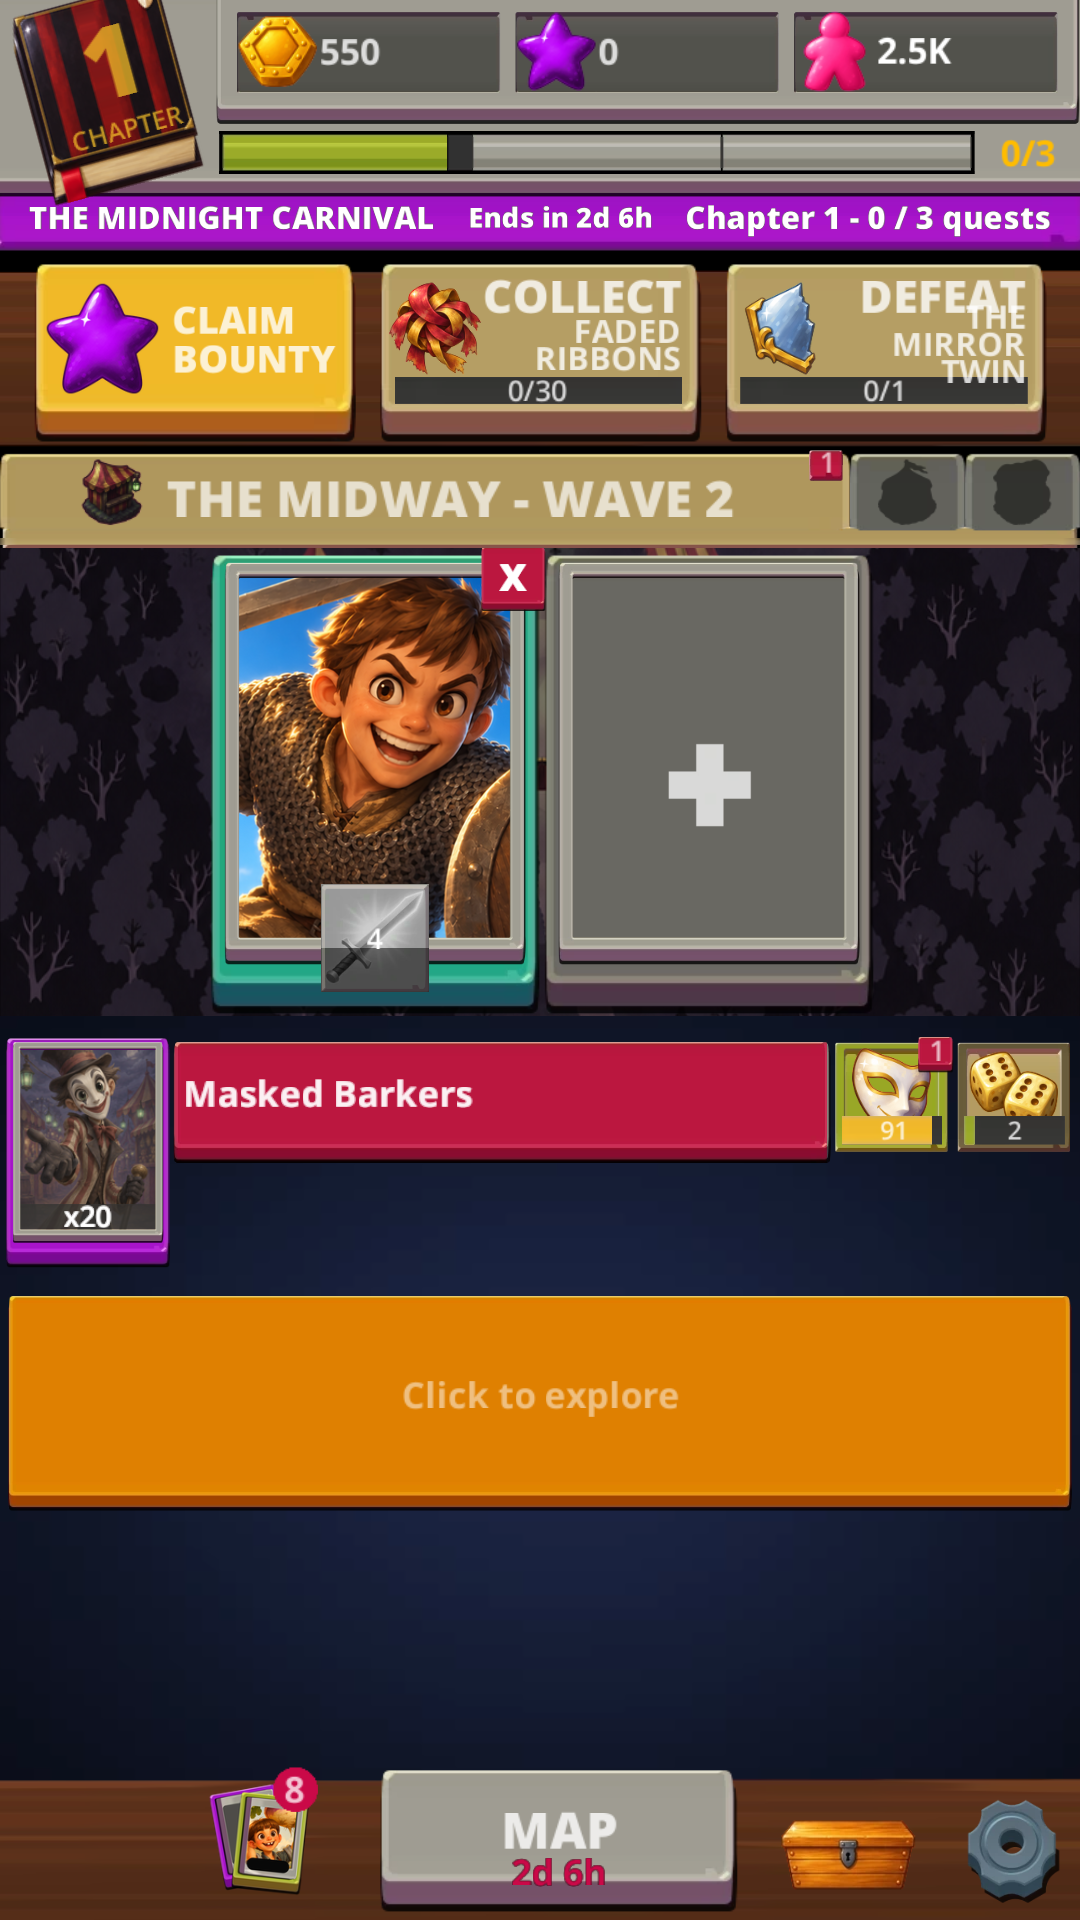 1
CHAPTER
550
0
2.5K
0/3
THE MIDNIGHT CARNIVAL Ends in 2d 6h Chapter 1 - 0 / 3 quests
CLAIM
BOUNTY
COLLECT
FADED
RIBBONS
0/30
DEFEAT
THE
MIRROR
TWIN
0/1
THE MIDWAY - WAVE 2
1
X
4
x20
Masked Barkers
1
91
2
Click to explore
8
MAP
2d 6h